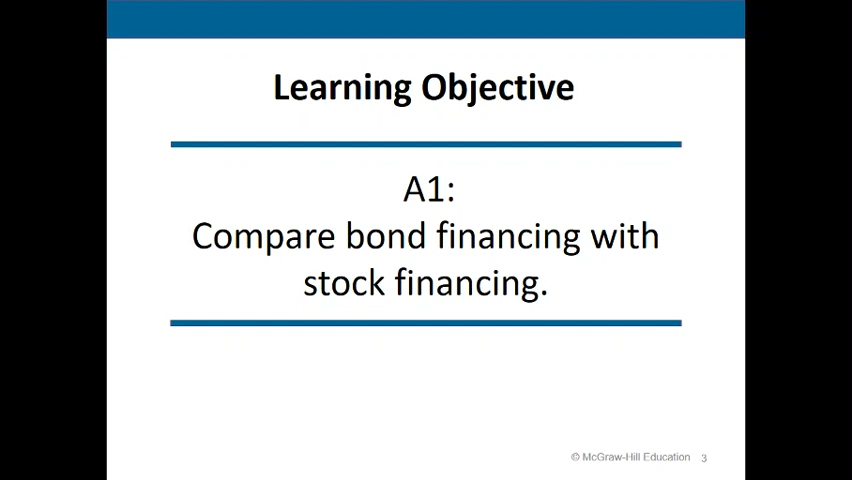 Learning Objective
A1:
Compare bond financing with
stock financing.
© McGraw-Hill Education 3